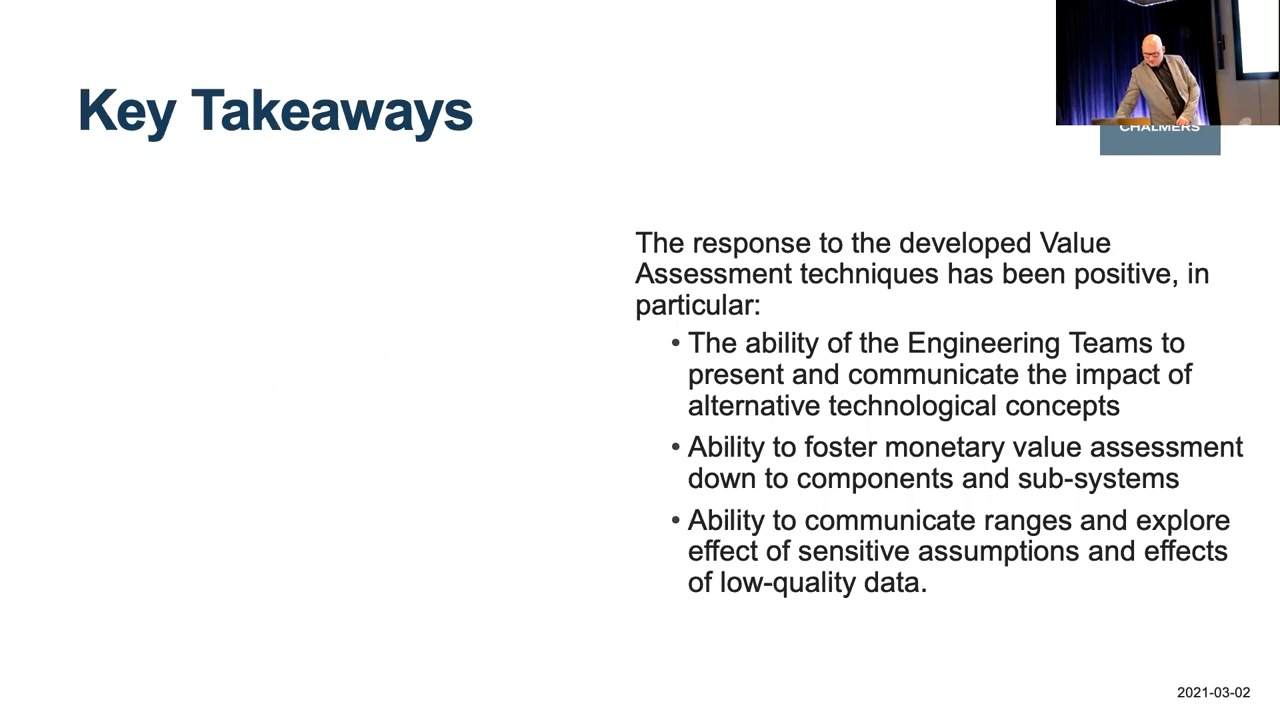 Key Takeaways
CHALMERS
The response to the developed Value
Assessment techniques has been positive, in
particular:
• The ability of the Engineering Teams to
present and communicate the impact of
alternative technological concepts
• Ability to foster monetary value assessment
down to components and sub-systems
• Ability to communicate ranges and explore
effect of sensitive assumptions and effects
of low-quality data.
2021-03-02